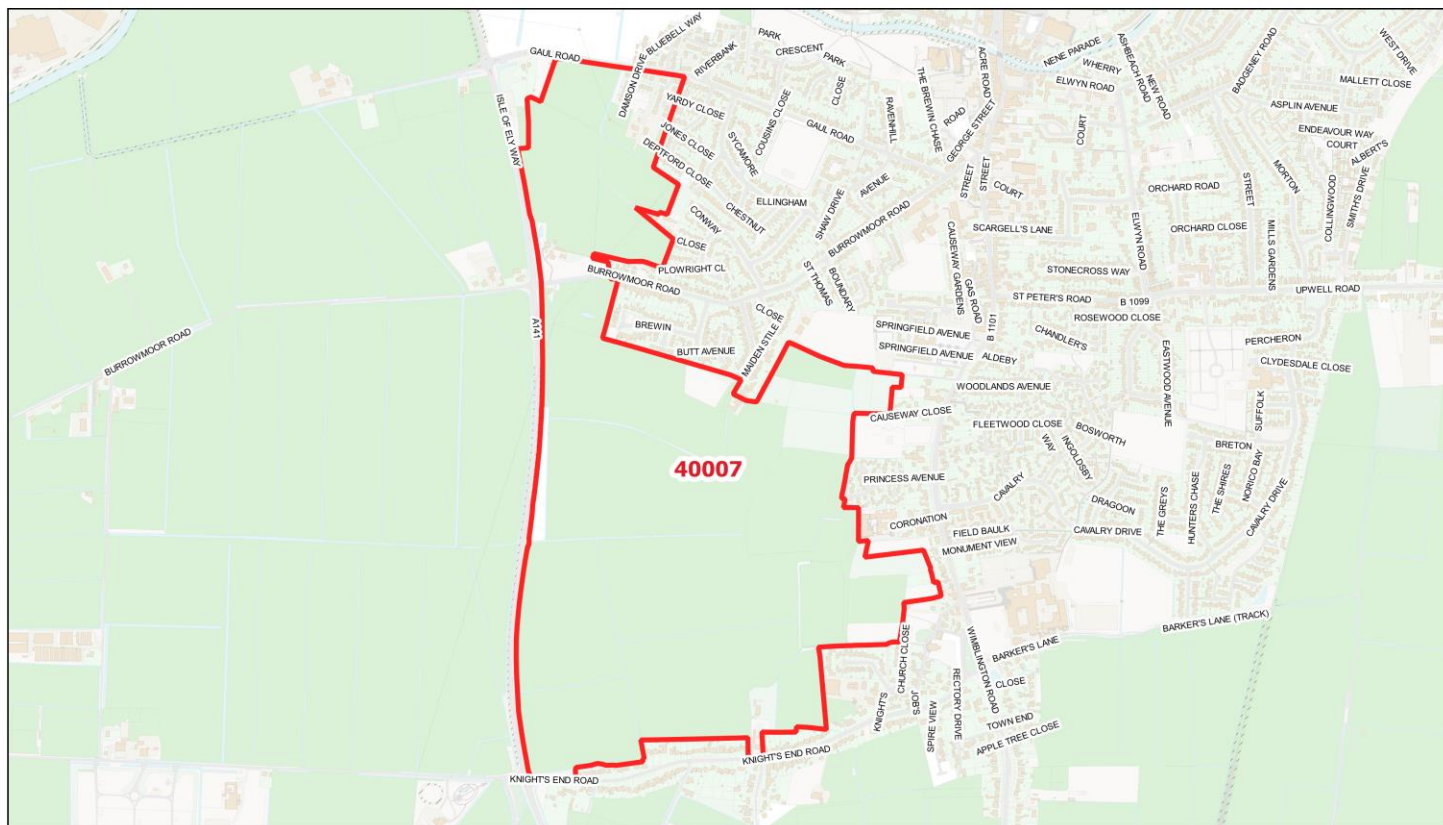 BLUEBELL WAY
PARK
CRESCENT
PARK
NENE PARADE
ASHBEACH ROAD
WHERRY
BADGENEY ROAD
WEST DRIVE
GAUL ROAD
RIVERBANK
ACRE ROAD
ELWYN ROAD
NEW ROAD
MALLETT CLOSE
DAMSON DRIVE
CLOSE
THE BREWIN CHASE
ISLE OF ELY WAY
YARDY CLOSE
COUSINS CLOSE
RAVENHILL
ROAD
ASPLIN AVENUE
GAUL ROAD
GEORGE STREET
COURT
ENDEAVOUR WAY
JONES CLOSE
SYCAMORE
COURT
ALBERT'S
DEPTFORD CLOSE
STREET
STREET
MORTON
AVENUE
COURT
ORCHARD ROAD
STREET
COLLINGWOOD
SMITH'S DRIVE
ELLINGHAM
CHESTNUT
SHAW DRIVE
CONWAY
BURROWMOOR ROAD
SCARGELL'S LANE
ELWYN ROAD
ORCHARD CLOSE
MILLS GARDENS
CLOSE
CAUSEWAY GARDENS
PLOWRIGHT CL
STONECROSS WAY
BURROWMOOR ROAD
ST THOMAS
BOUNDARY
GAS ROAD
ST PETER'S ROAD
B 1099
UPWELL ROAD
CLOSE
ROSEWOOD CLOSE
A141
BREWIN
SPRINGFIELD AVENUE
B 1101
CHANDLER'S
BURROWMOOR ROAD
PERCHERON
BUTT AVENUE
MAIDEN STILE
SPRINGFIELD AVENUE
ALDEBY
CLYDESDALE CLOSE
EASTWOOD AVENUE
WOODLANDS AVENUE
CAUSEWAY CLOSE
SUFFOLK
FLEETWOOD CLOSE
BOSWORTH
WAY
INGOLDSBY
BRETON
40007
PRINCESS AVENUE
CAVALRY
THE SHIRES
NORICO BAY
DRAGOON
THE GREYS
HUNTERS CHASE
CAVALRY DRIVE
CORONATION
FIELD BAULK
CAVALRY DRIVE
MONUMENT VIEW
BARKER'S LANE (TRACK)
CHURCH CLOSE
WIMBLINGTON ROAD
BARKER'S LANE
CLOSE
KNIGHT'S
JOB'S
RECTORY DRIVE
SPIRE VIEW
TOWN END
APPLE TREE CLOSE
KNIGHT'S END ROAD
KNIGHT'S END ROAD